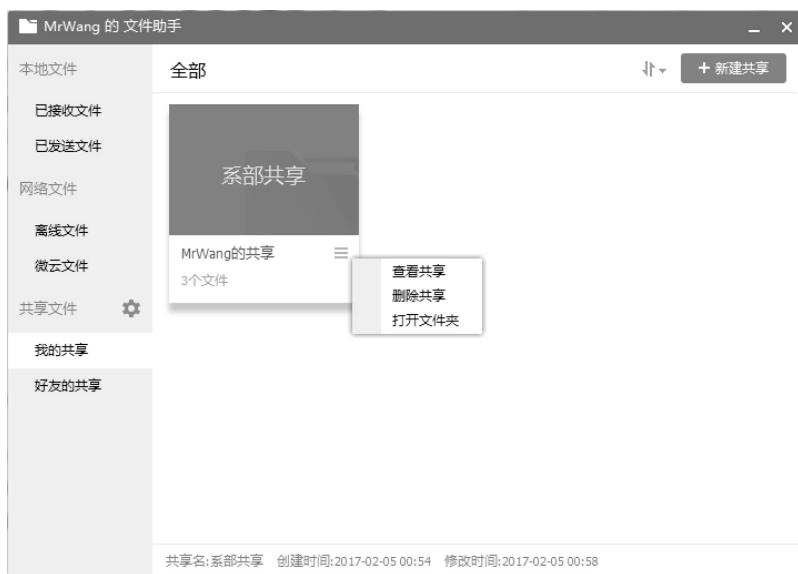 MrWang 的 文件助手
本地文件
已接收文件
已发送文件
网络文件
离线文件
微云文件
共享文件
我的共享
好友的共享
全部
新建共享
系部共享
MrWang的共享
3个文件
查看共享
删除共享
打开文件夹
共享名:系部共享 创建时间:2017-02-05 00:54 修改时间:2017-02-05 00:58